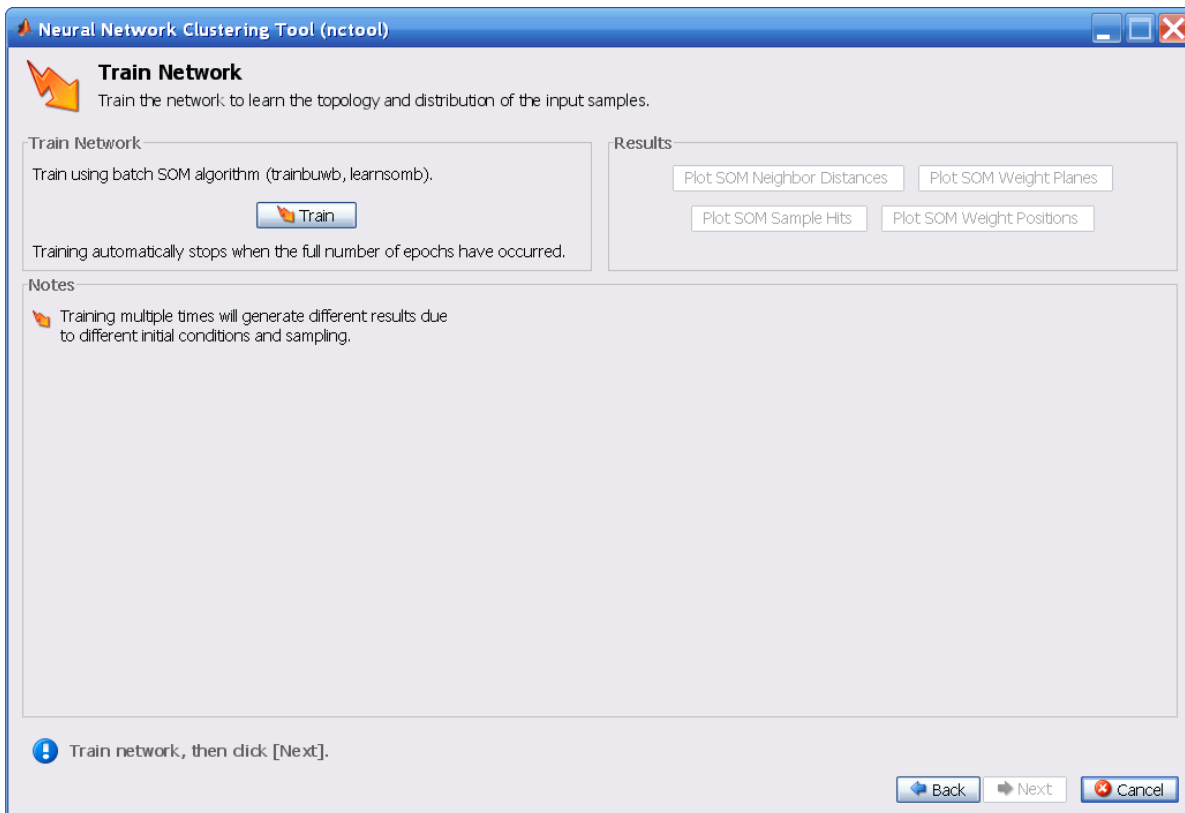 Neural Network Clustering Tool (nctool)
Train Network
Train the network to learn the topology and distribution of the input samples.
Train Network
Train using batch SOM algorithm (trainbuwb, learnsomb).
Train
Training automatically stops when the full number of epochs have occurred.
Results
Plot SOM Neighbor Distances
Plot SOM Weight Planes
Plot SOM Sample Hits
Plot SOM Weight Positions
Notes
Training multiple times will generate different results due
to different initial conditions and sampling.
Train network, then click [Next].
Back
Next
Cancel